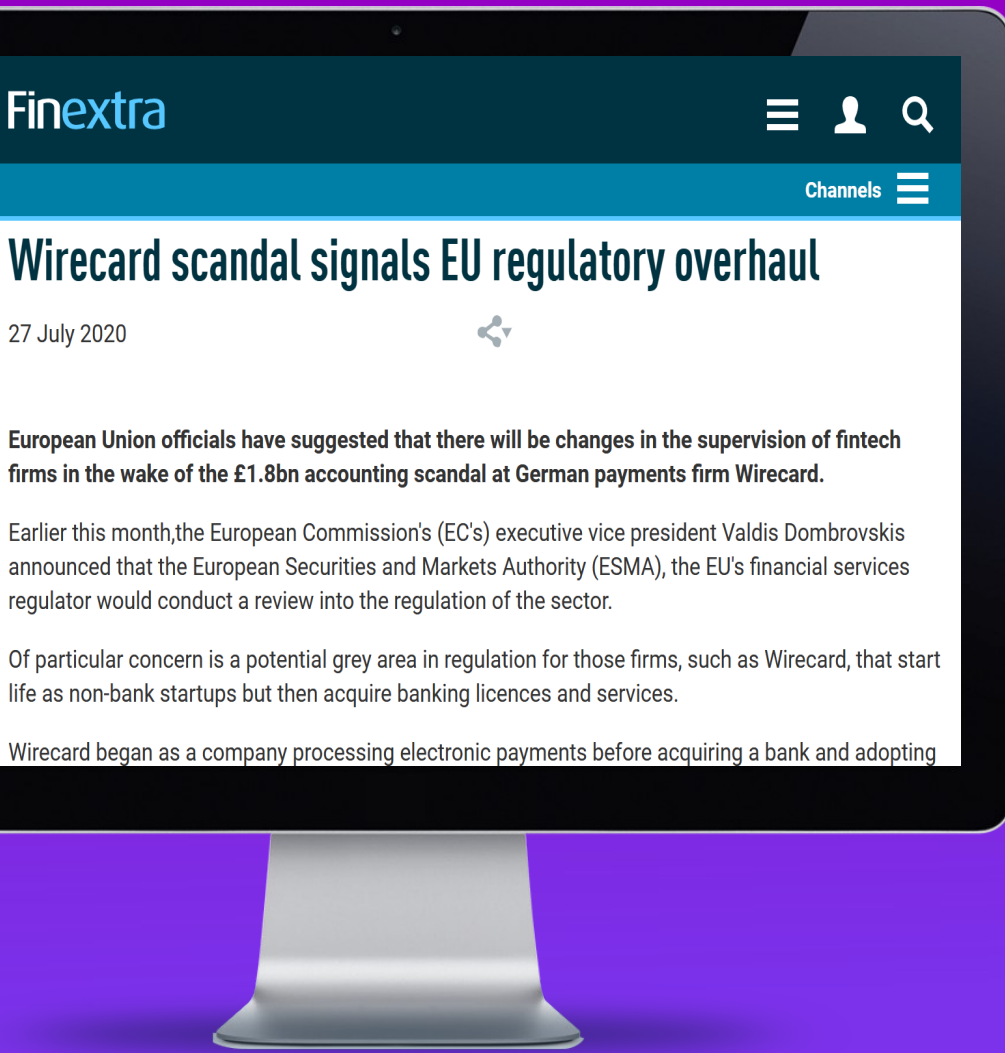 Finextra
Channels
Wirecard scandal signals EU regulatory overhaul
27 July 2020
European Union officials have suggested that there will be changes in the supervision of fintech
firms in the wake of the £1.8bn accounting scandal at German payments firm Wirecard.
Earlier this month,the European Commission's (EC's) executive vice president Valdis Dombrovskis
announced that the European Securities and Markets Authority (ESMA), the EU's financial services
regulator would conduct a review into the regulation of the sector.
Of particular concern is a potential grey area in regulation for those firms, such as Wirecard, that start
life as non-bank startups but then acquire banking licences and services.
Wirecard began as a company processing electronic payments before acquiring a bank and adopting